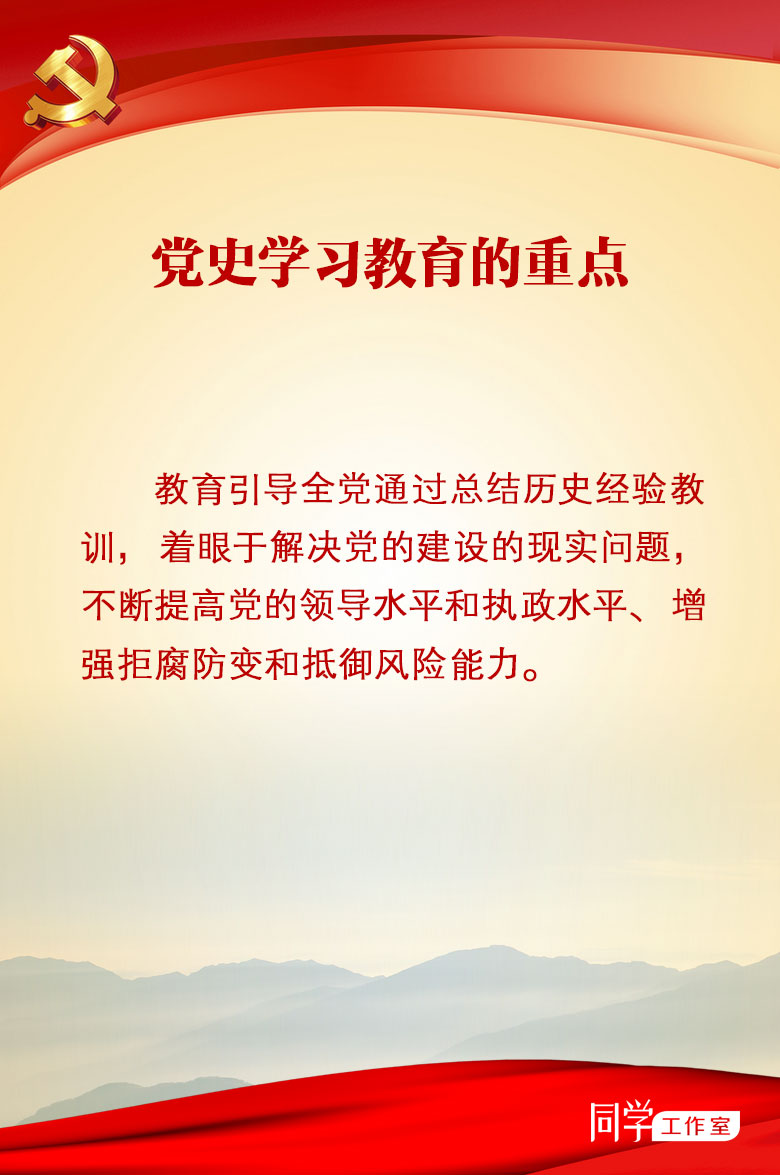 党史学习教育的重点
教育引导全党通过总结历史经验教
训，着眼于解决党的建设的现实问题，
不断提高党的领导水平和执政水平、增
强拒腐防变和抵御风险能力。
同学工作室